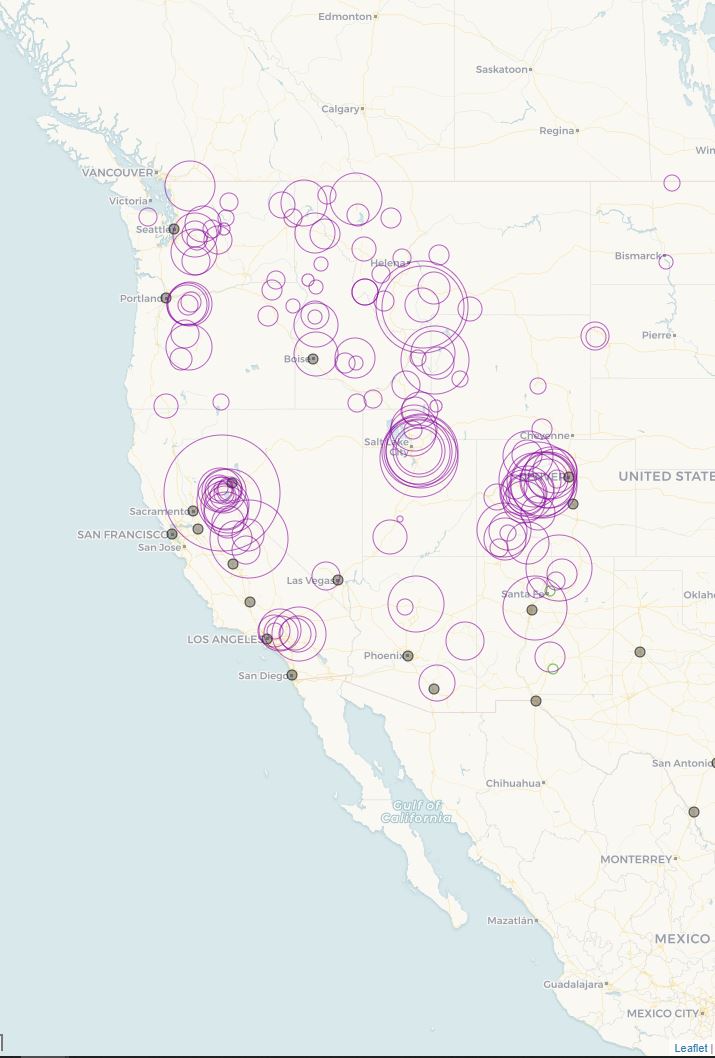 Edmonton
Saskatoon
Calgary
Regina
Win
VANCOUVER
Victoria
Seattle
Bismarck
Helena
Portland
Pierre
Boise
Cheyenne
Salt Lake
City
DENVER
UNITED STATE
Sacramento
SAN FRANCISCO
San Jose
Las Vegas
Santa Fe
Oklaho
LOS ANGELES
Phoenix
San Diego
San Antonio
Chihuahua
Gulf of
California
MONTERREY
Mazatlán
MEXICO
Guadalajara
MEXICO CITY
Leaflet |